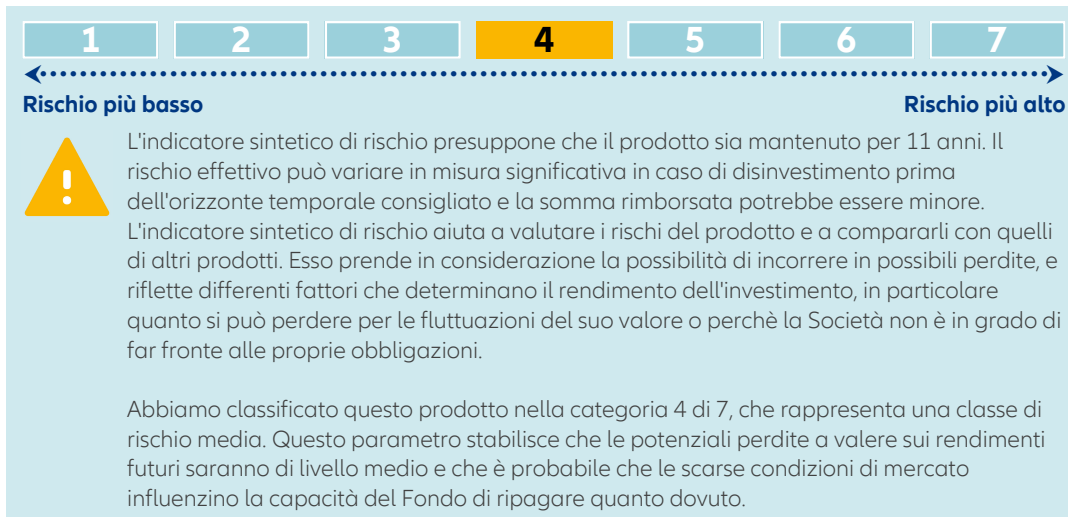 1 2 3 4 5 6 7
Rischio più basso Rischio più alto
L'indicatore sintetico di rischio presuppone che il prodotto sia mantenuto per 11 anni. Il
rischio effettivo può variare in misura significativa in caso di disinvestimento prima
dell'orizzonte temporale consigliato e la somma rimborsata potrebbe essere minore.
L'indicatore sintetico di rischio aiuta a valutare i rischi del prodotto e a compararli con quelli
di altri prodotti. Esso prende in considerazione la possibilità di incorrere in possibili perdite, e
riflette differenti fattori che determinano il rendimento dell'investimento, in particolare
quanto si può perdere per le fluttuazioni del suo valore o perchè la Società non è in grado di
far fronte alle proprie obbligazioni.
Abbiamo classificato questo prodotto nella categoria 4 di 7, che rappresenta una classe di
rischio media. Questo parametro stabilisce che le potenziali perdite a valere sui rendimenti
futuri saranno di livello medio e che è probabile che le scarse condizioni di mercato
influenzino la capacità del Fondo di ripagare quanto dovuto.